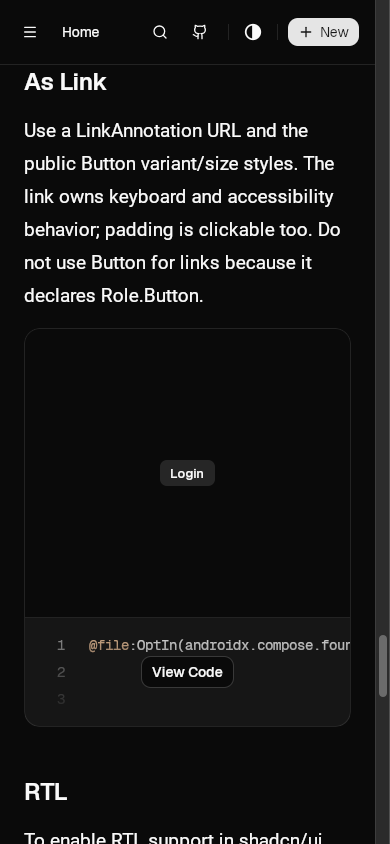 Home
New
As Link
Use a LinkAnnotation URL and the
public Button variant/size styles. The
link owns keyboard and accessibility
behavior; padding is clickable too. Do
not use Button for links because it
declares Role.Button.
Login
1 @file:OptIn(androidx.compose.foun
2
View Code
3
RTL
To enable RTL support in shadcn/ui